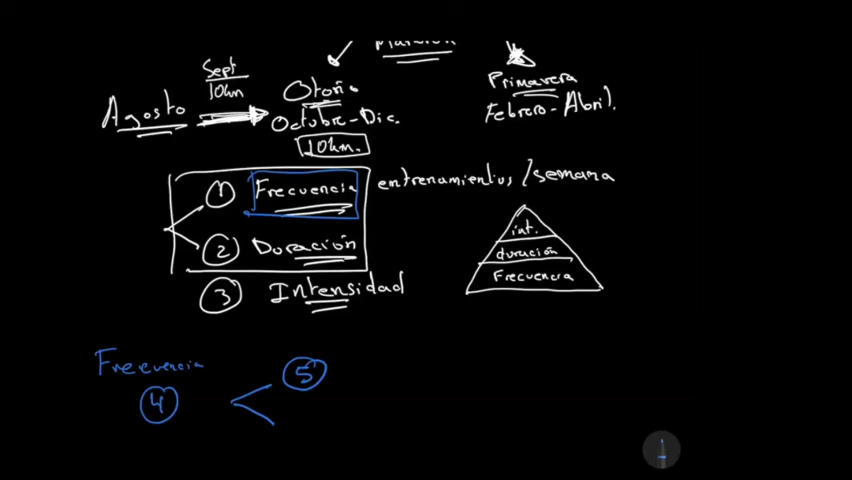 Maratón
Sept
10km
Agosto
Otoño
Octubre-Dic.
10km.
Primavera
Febrero-Abril.
1 Frecuencia entrenamientos/semana
2 Duración
3 Intensidad
int.
duración
Frecuencia
Frecuencia
4
5